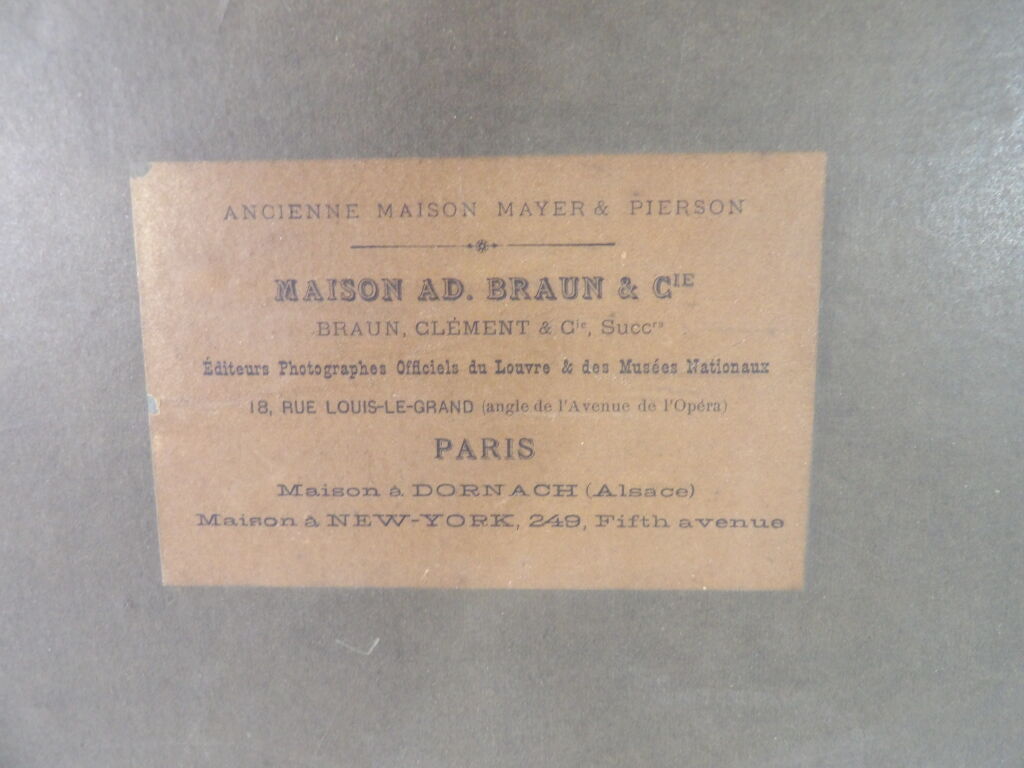 ANCIENNE MAISON MAYER & PIERSON
MAISON AD. BRAUN & CIE
BRAUN, CLÉMENT & Cie, Succrs
Éditeurs Photographes Officiels du Louvre & des Musées Nationaux
18, RUE LOUIS-LE-GRAND (angle de l'Avenue de l'Opéra)
PARIS
Maison à DORNACH (Alsace)
Maison à NEW-YORK, 249, Fifth avenue